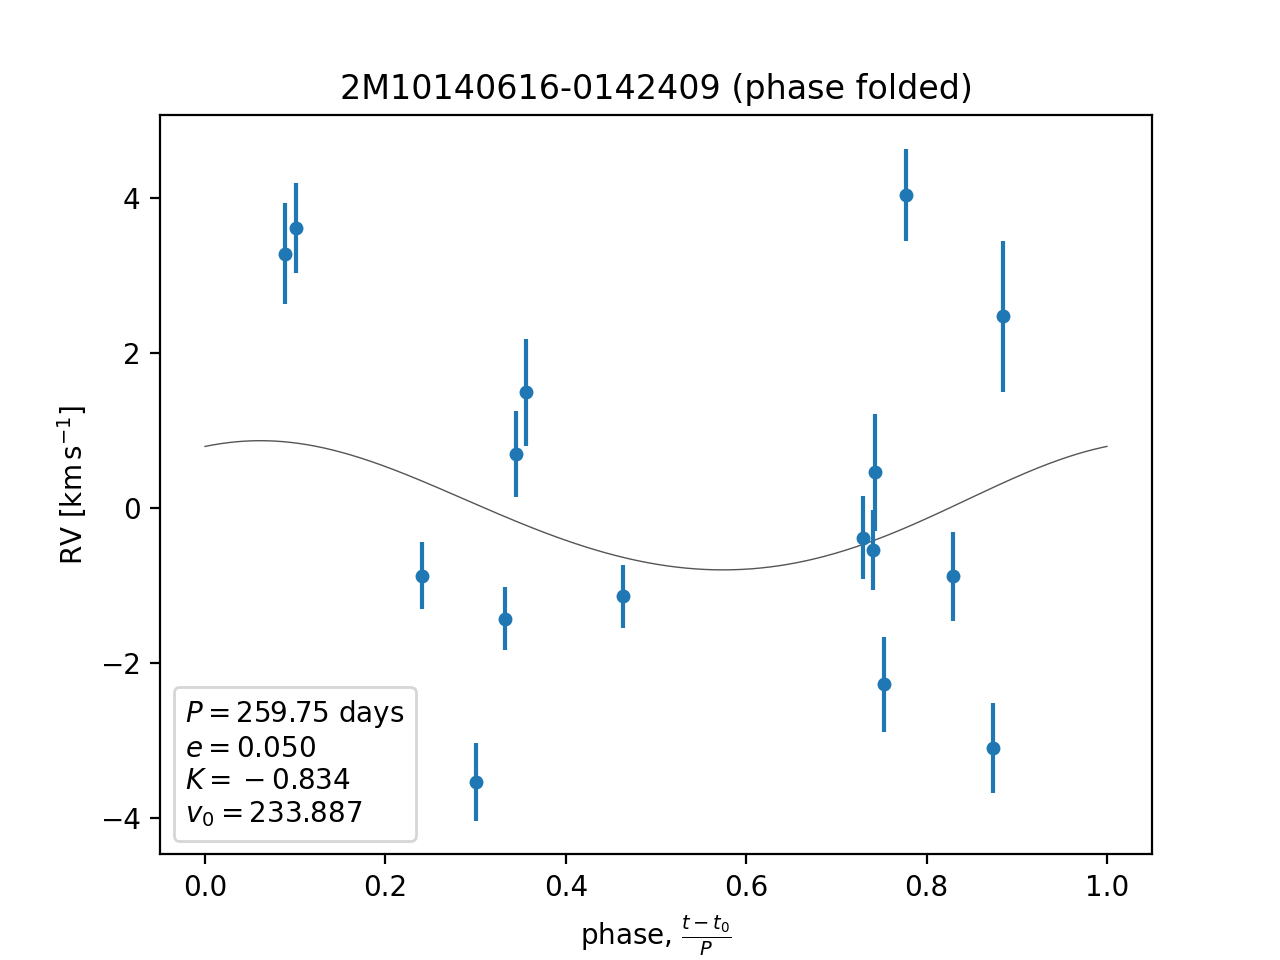 2M10140616-0142409 (phase folded)
4
2
0
−2
−4
RV [km s⁻¹]
P = 259.75 days
e = 0.050
K = −0.834
v₀ = 233.887
0.0 0.2 0.4 0.6 0.8 1.0
phase, (t − t₀)/P